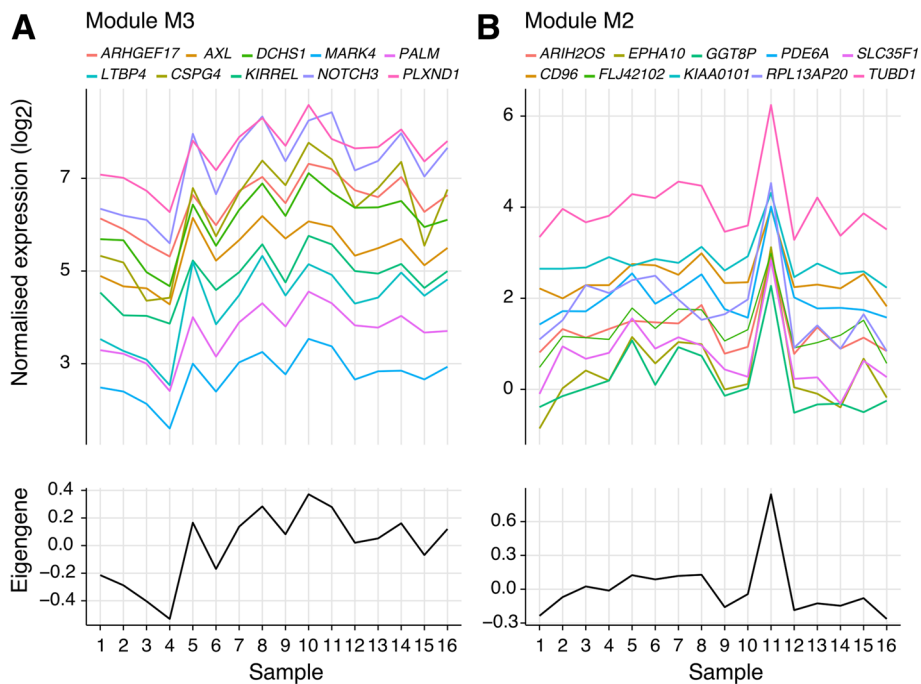 A Module M3
ARHGEF17 AXL DCHS1 MARK4 PALM
LTBP4 CSPG4 KIRREL NOTCH3 PLXND1
Normalised expression (log2)
7
5
3
Eigengene
0.4
0.2
0.0
−0.2
−0.4
1 2 3 4 5 6 7 8 9 10 11 12 13 14 15 16
Sample
B Module M2
ARIH2OS EPHA10 GGT8P PDE6A SLC35F1
CD96 FLJ42102 KIAA0101 RPL13AP20 TUBD1
6
4
2
0
0.6
0.3
0.0
−0.3
1 2 3 4 5 6 7 8 9 10 11 12 13 14 15 16
Sample